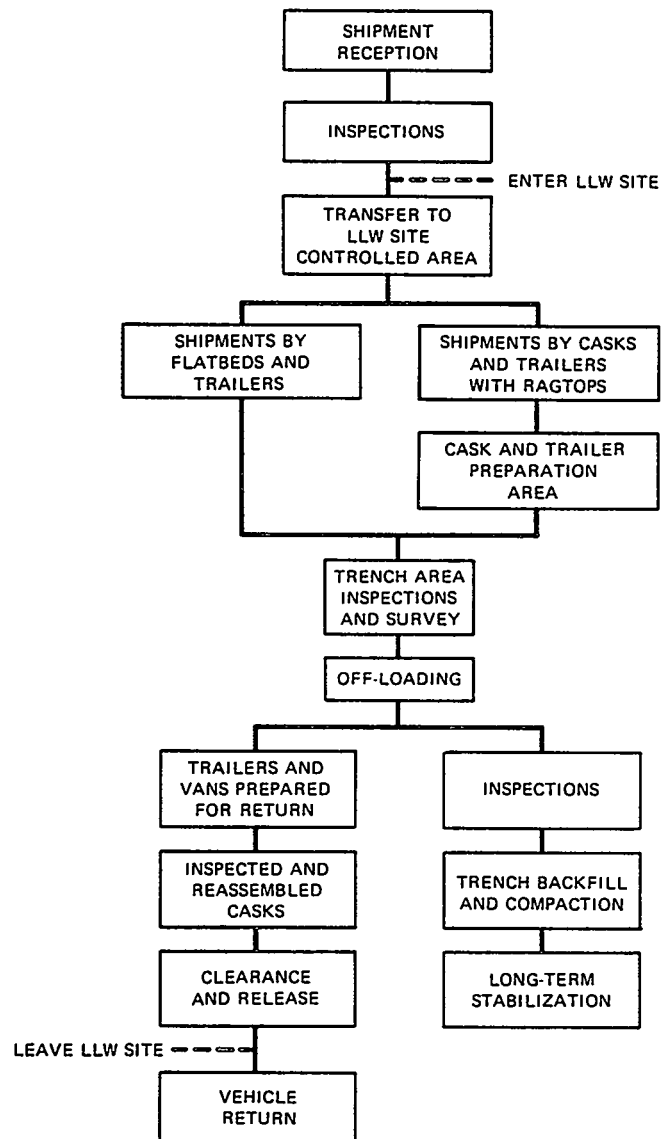 SHIPMENT
RECEPTION
INSPECTIONS
ENTER LLW SITE
TRANSFER TO
LLW SITE
CONTROLLED AREA
SHIPMENTS BY
FLATBEDS AND
TRAILERS
SHIPMENTS BY CASKS
AND TRAILERS
WITH RAGTOPS
CASK AND TRAILER
PREPARATION
AREA
TRENCH AREA
INSPECTIONS
AND SURVEY
OFF-LOADING
TRAILERS AND
VANS PREPARED
FOR RETURN
INSPECTIONS
INSPECTED AND
REASSEMBLED
CASKS
TRENCH BACKFILL
AND COMPACTION
CLEARANCE
AND RELEASE
LONG-TERM
STABILIZATION
LEAVE LLW SITE
VEHICLE
RETURN